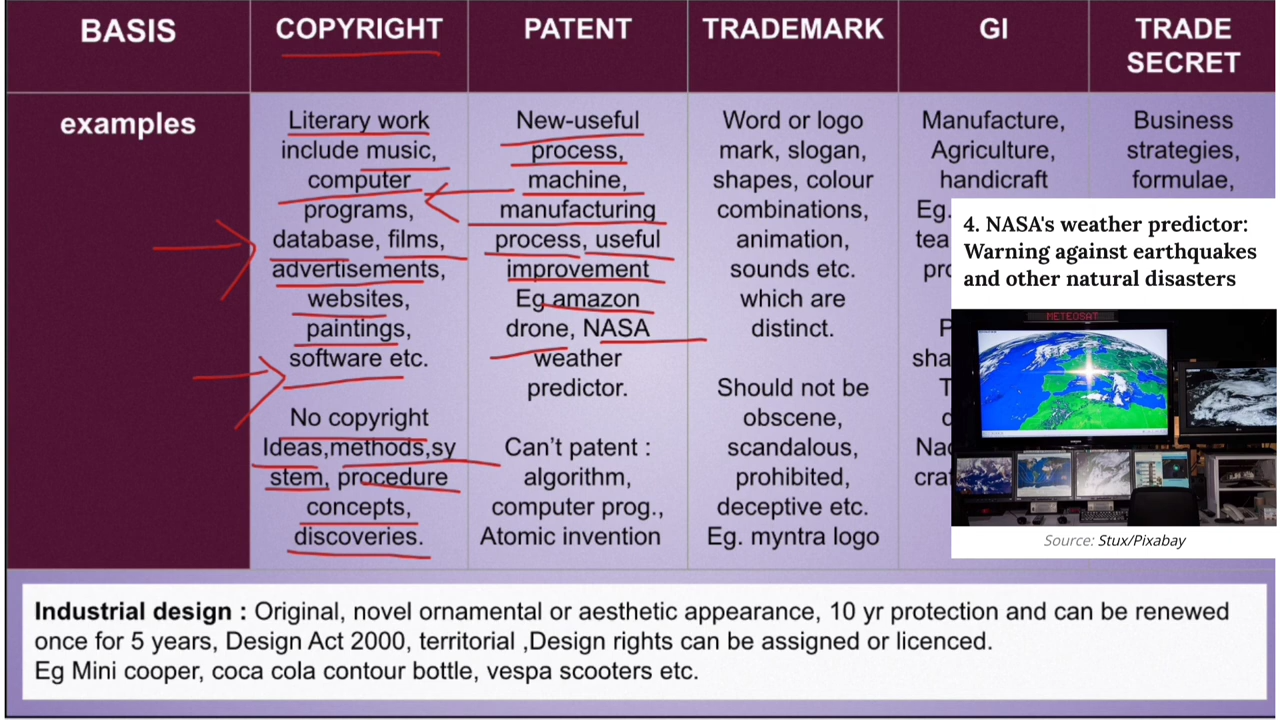 BASIS
COPYRIGHT
PATENT
TRADEMARK
GI
TRADE
SECRET
examples
Literary work
include music,
computer
programs,
database, films,
advertisements,
websites,
paintings,
software etc.
No copyright
Ideas,methods,sy
stem, procedure
concepts,
discoveries.
New-useful
process,
machine,
manufacturing
process, useful
improvement
Eg amazon
drone, NASA
weather
predictor.
Can't patent :
algorithm,
computer prog.,
Atomic invention
Word or logo
mark, slogan,
shapes, colour
combinations,
animation,
sounds etc.
which are
distinct.
Should not be
obscene,
scandalous,
prohibited,
deceptive etc.
Eg. myntra logo
Manufacture,
Agriculture,
handicraft
Eg.
Business
strategies,
formulae,
4. NASA's weather predictor:
Warning against earthquakes
and other natural disasters
METEOSAT
Source: Stux/Pixabay
Industrial design : Original, novel ornamental or aesthetic appearance, 10 yr protection and can be renewed
once for 5 years, Design Act 2000, territorial ,Design rights can be assigned or licenced.
Eg Mini cooper, coca cola contour bottle, vespa scooters etc.